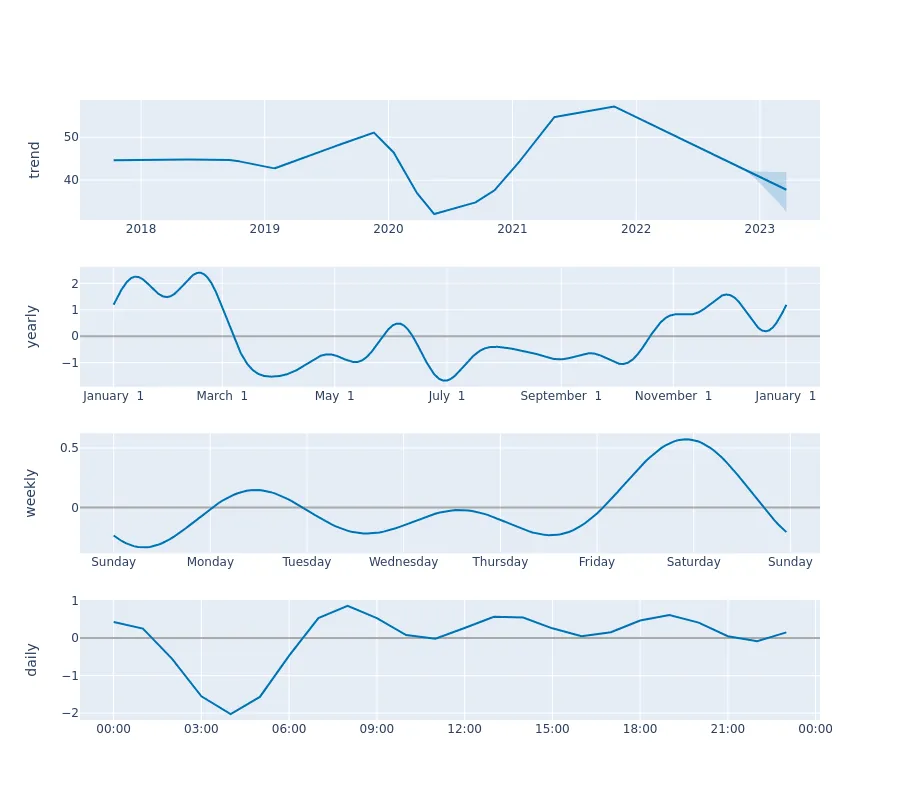 trend
50
40
2018 2019 2020 2021 2022 2023
yearly
2
1
0
−1
January 1 March 1 May 1 July 1 September 1 November 1 January 1
weekly
0.5
0
Sunday Monday Tuesday Wednesday Thursday Friday Saturday Sunday
daily
1
0
−1
−2
00:00 03:00 06:00 09:00 12:00 15:00 18:00 21:00 00:00